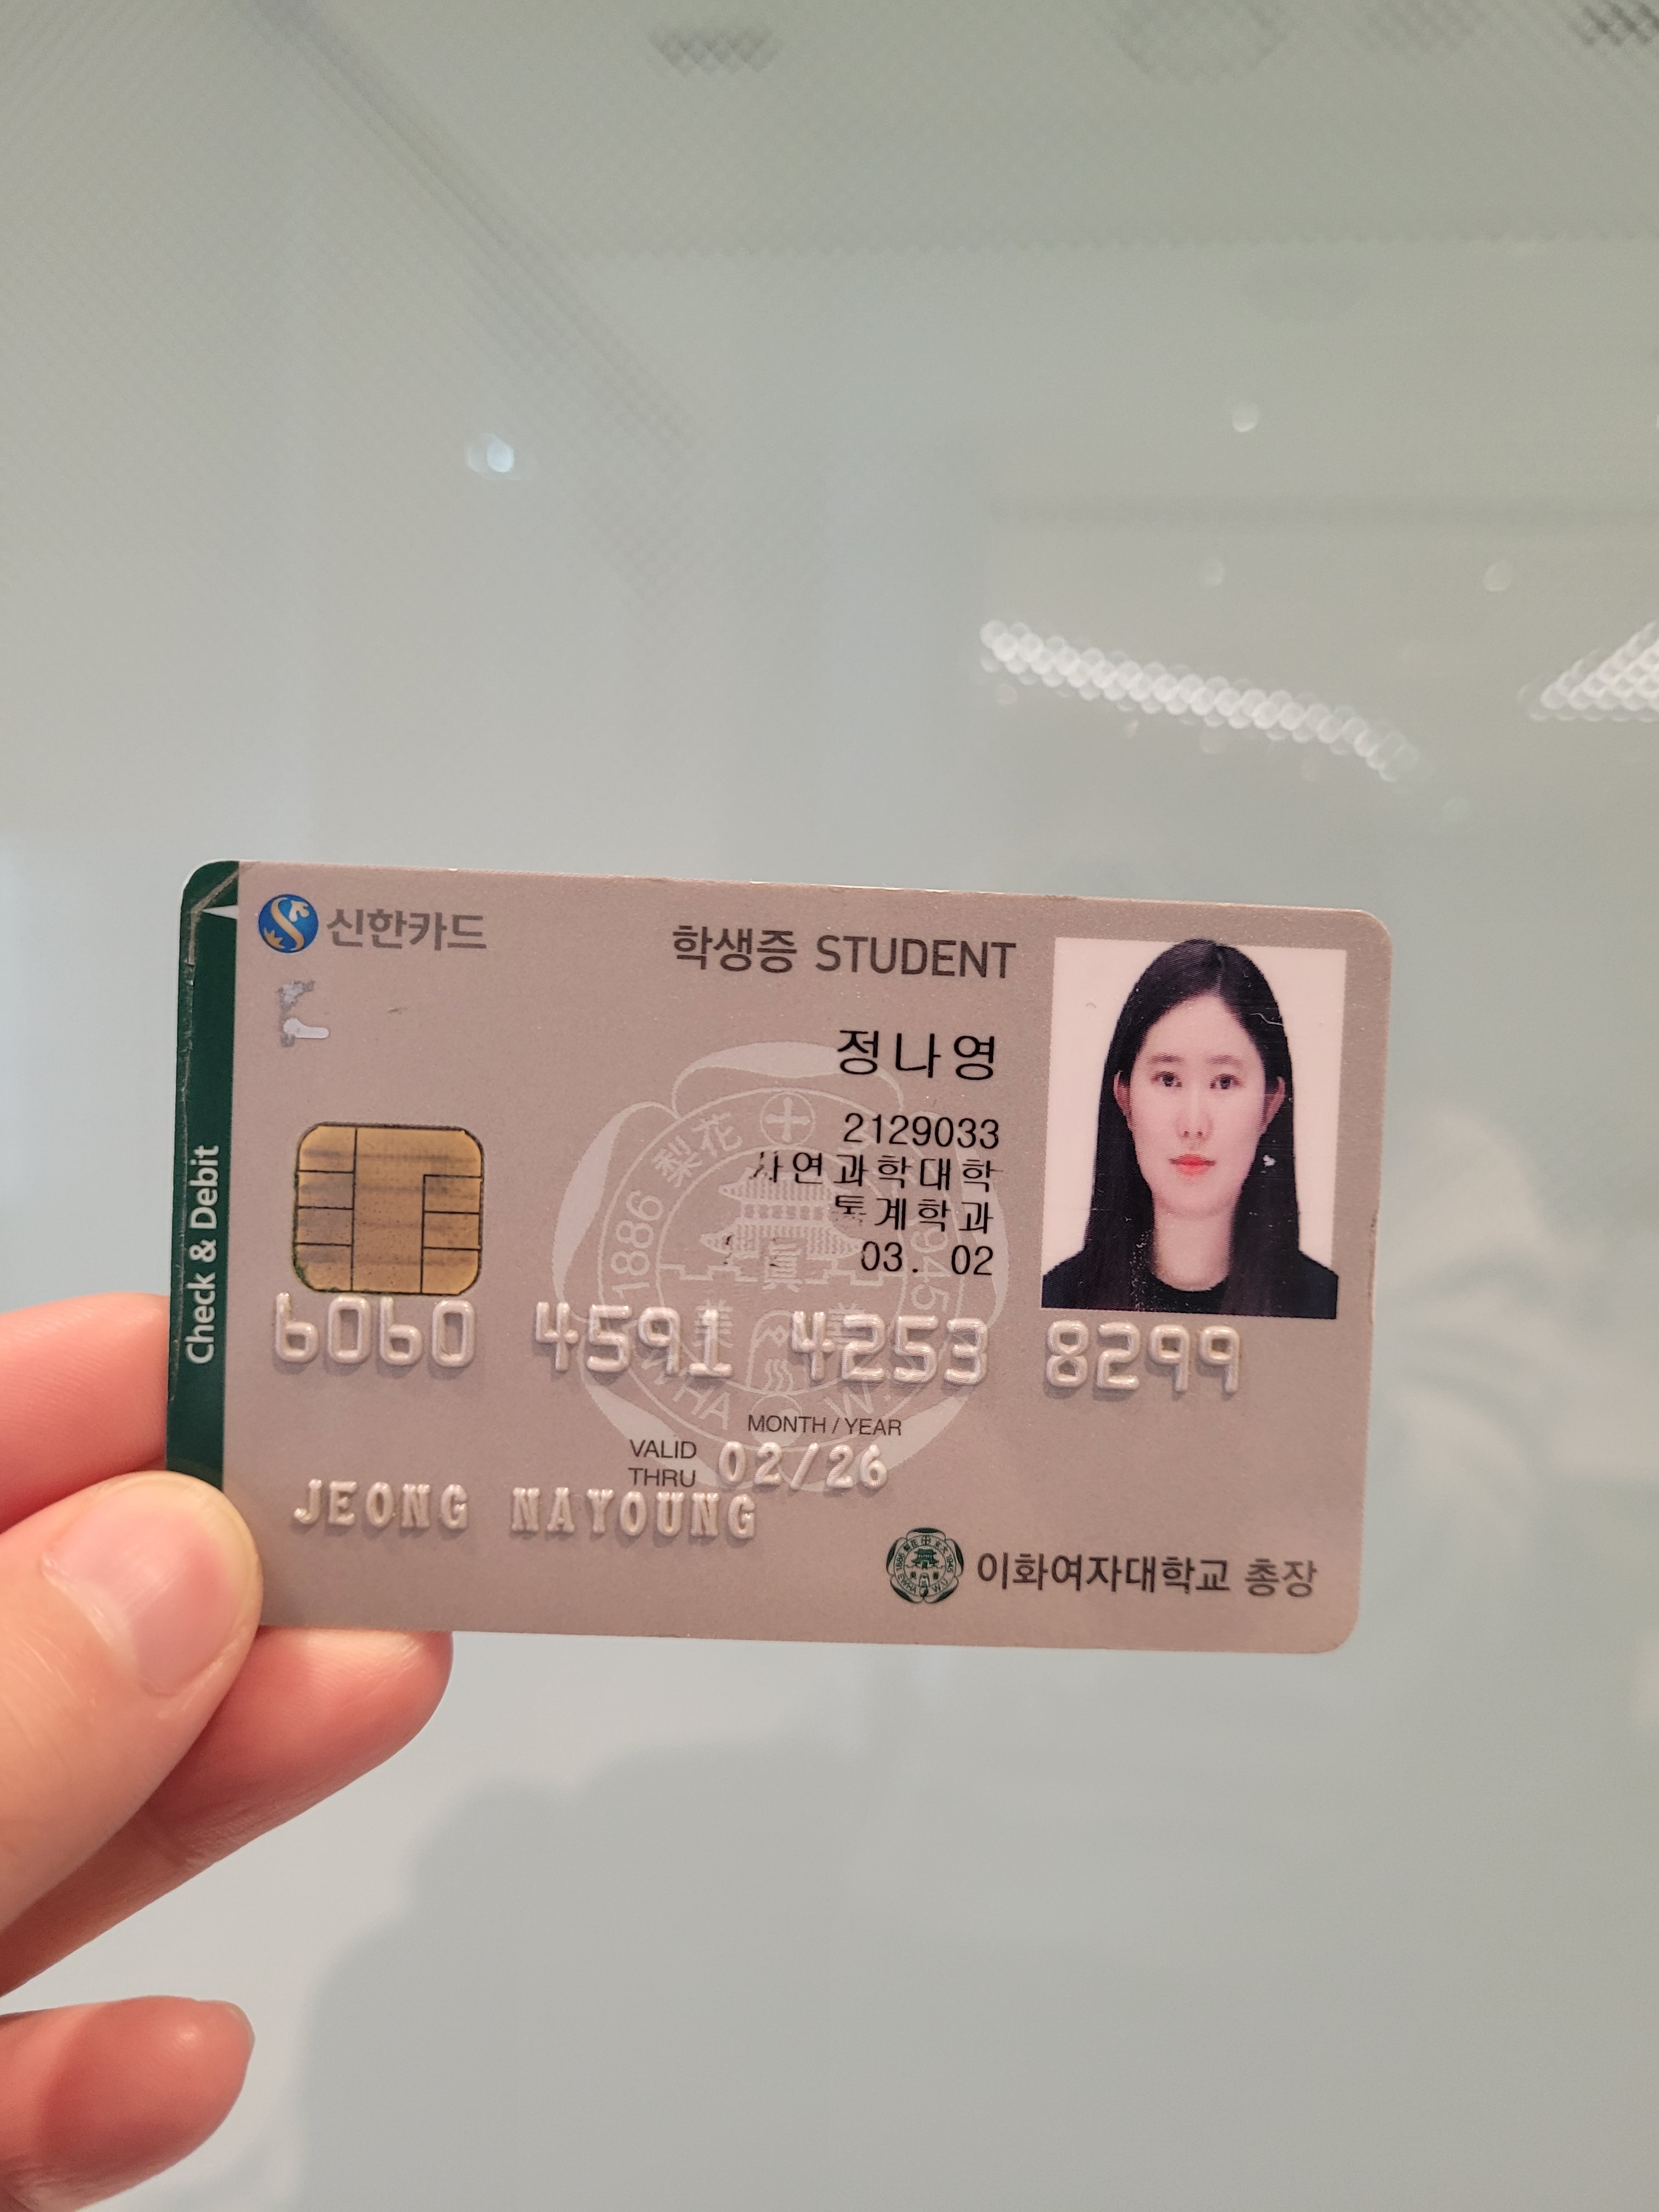 신한카드
학생증 STUDENT
정나영
2129033
자연과학대학
통계학과
03. 02
Check & Debit
1886 梨花
6060 4591 4253 8299
MONTH / YEAR
VALID THRU 02/26
JEONG NAYOUNG
이화여자대학교 총장